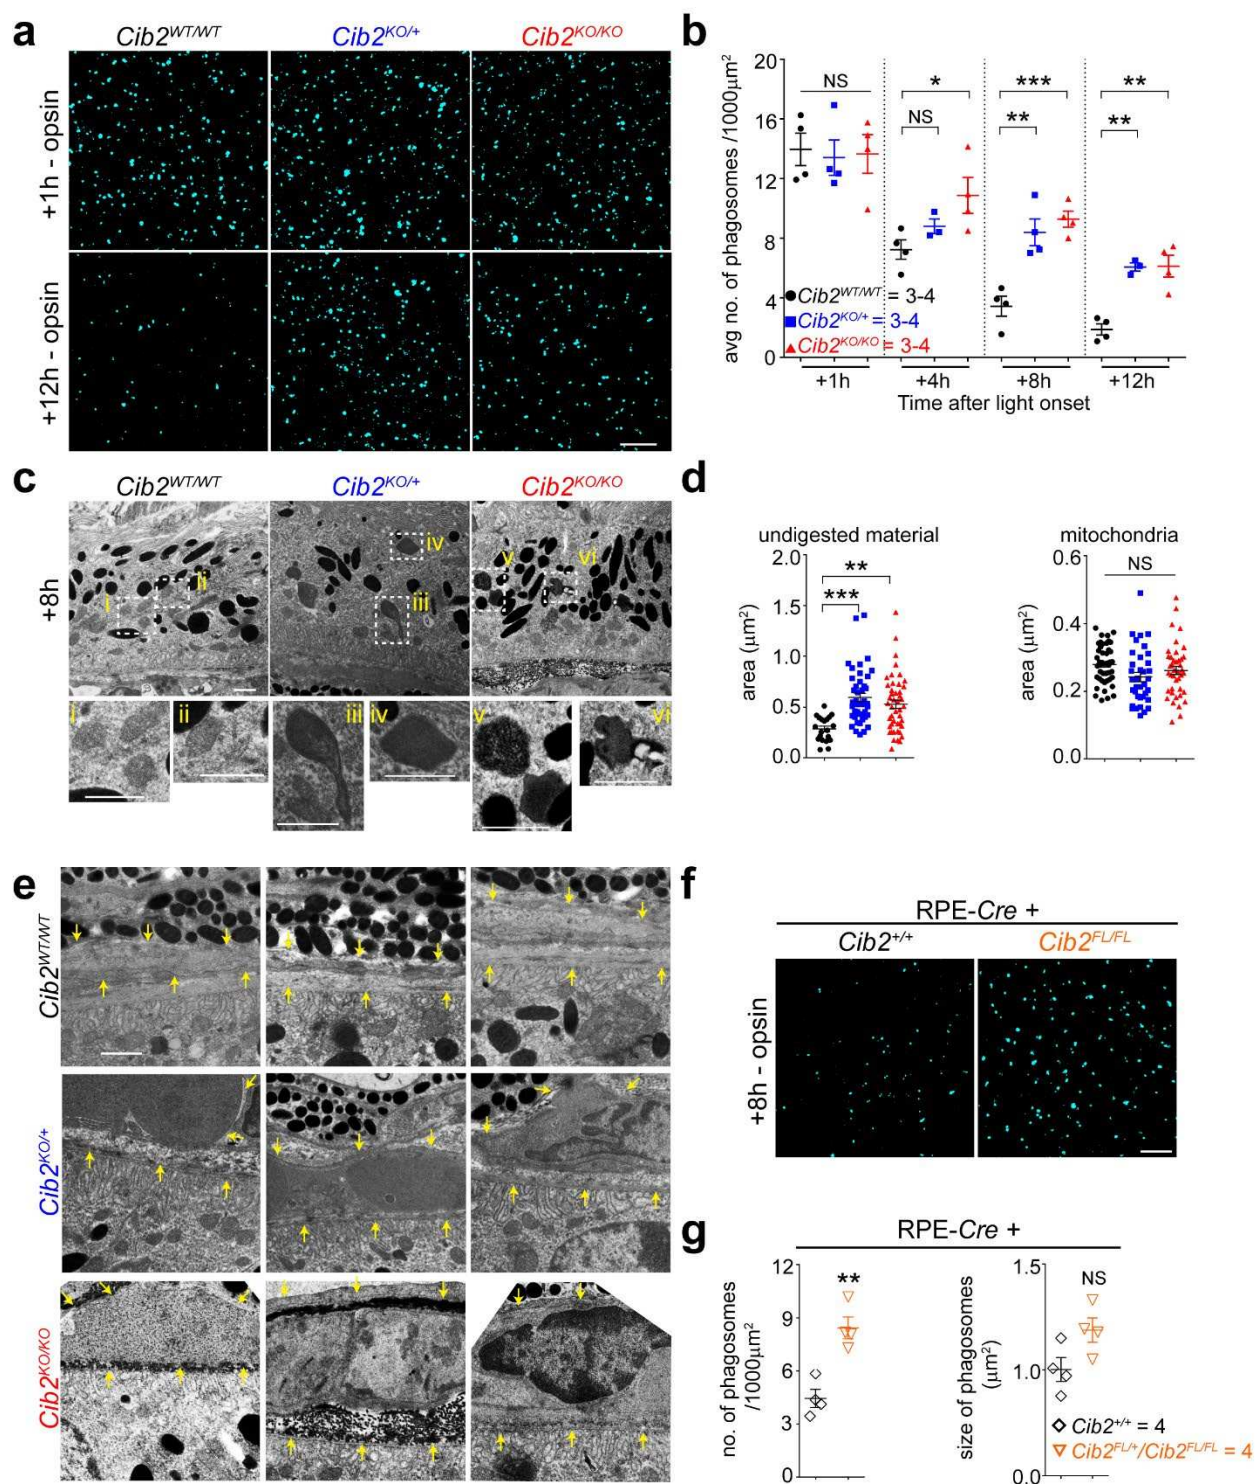 a
Cib2WT/WT Cib2KO/+ Cib2KO/KO
+1h - opsin
+12h - opsin
b
avg no. of phagosomes /1000μm2
20
16
12
8
4
0
NS
*
NS
***
**
**
**
Cib2WT/WT = 3-4
Cib2KO/+ = 3-4
Cib2KO/KO = 3-4
+1h +4h +8h +12h
Time after light onset
c
Cib2WT/WT Cib2KO/+ Cib2KO/KO
+8h
i ii iii iv v vi
i ii iii iv v vi
d
undigested material
area (μm2)
2.0
1.5
1.0
0.5
0.0
**
***
mitochondria
area (μm2)
0.6
0.4
0.2
0.0
NS
e
Cib2WT/WT
Cib2KO/+
Cib2KO/KO
f
RPE-Cre +
Cib2+/+ Cib2FL/FL
+8h - opsin
g
RPE-Cre +
no. of phagosomes
/1000μm2
12
9
6
3
0
**
size of phagosomes
(μm2)
1.5
1.0
0.0
NS
Cib2+/+ = 4
Cib2FL/+/Cib2FL/FL = 4